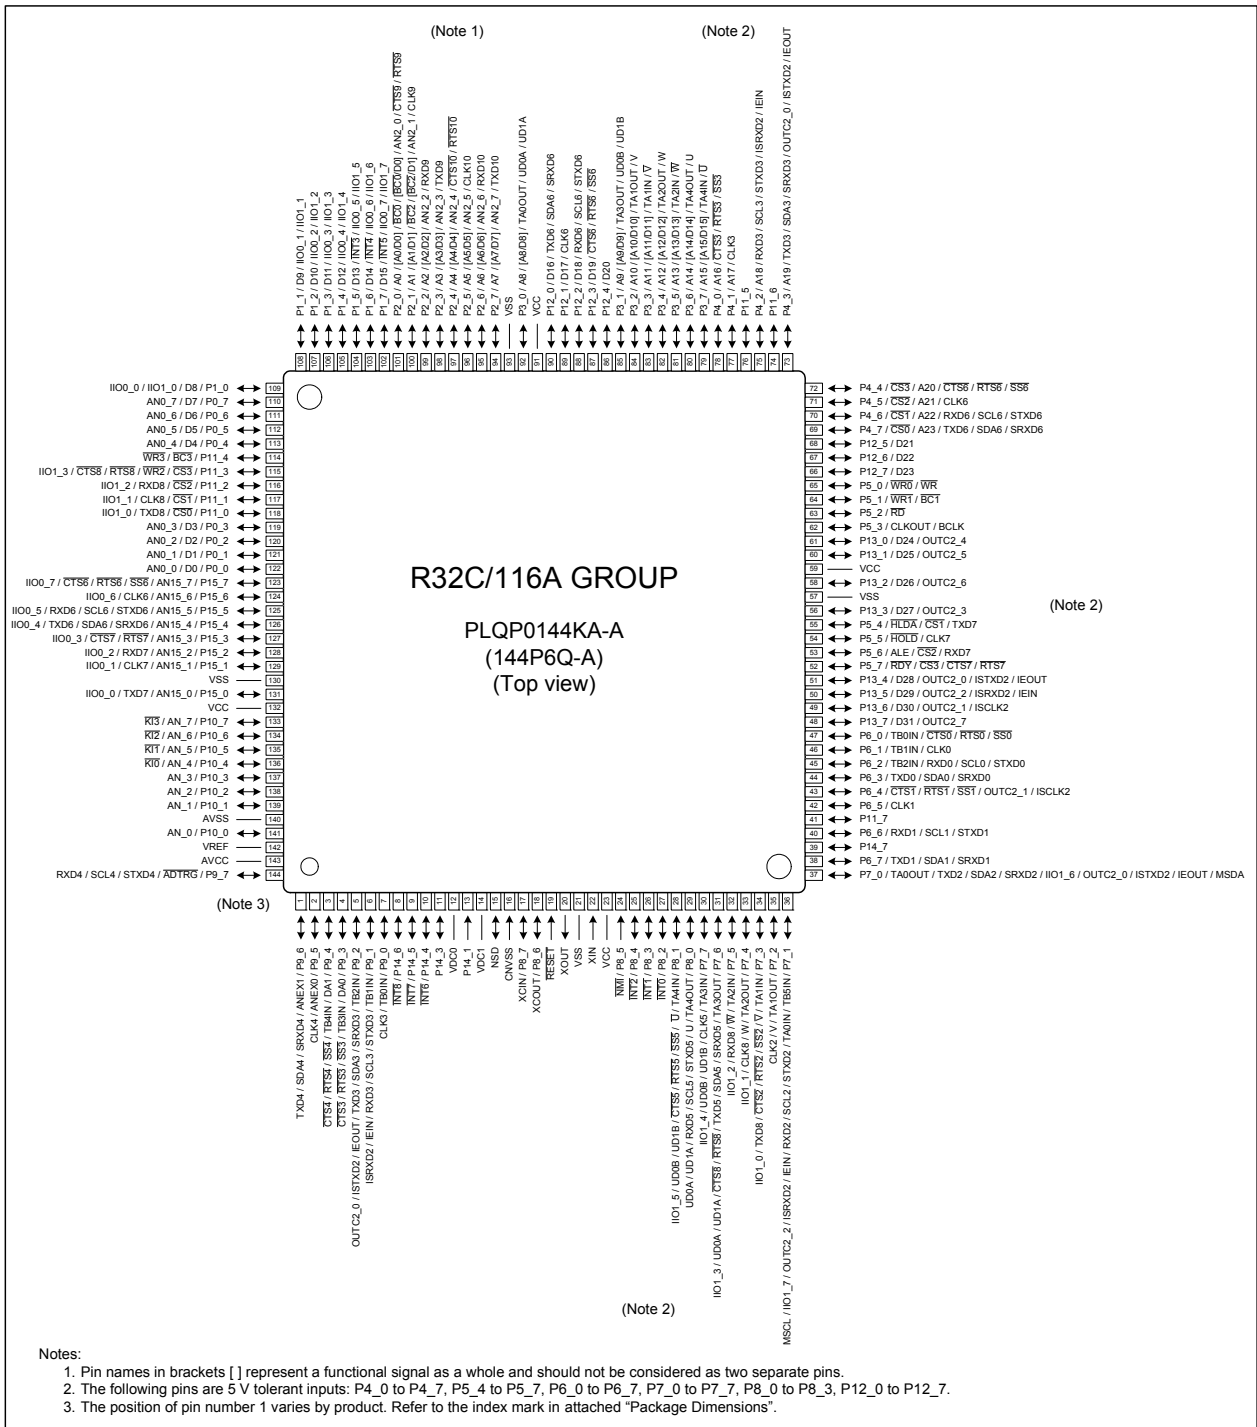 (Note 1)
(Note 2)
P1_1 / D9 / IIO0_1 / IIO1_1
P1_2 / D10 / IIO0_2 / IIO1_2
P1_3 / D11 / IIO0_3 / IIO1_3
P1_4 / D12 / IIO0_4 / IIO1_4
P1_5 / D13 / INT3 / IIO0_5 / IIO1_5
P1_6 / D14 / INT4 / IIO0_6 / IIO1_6
P1_7 / D15 / INT5 / IIO0_7 / IIO1_7
P2_0 / A0 / [A0/D0] / BC0 / [BC0/D0] / AN2_0 / CTS9 / RTS9
P2_1 / A1 / [A1/D1] / BC2 / [BC2/D1] / AN2_1 / CLK9
P2_2 / A2 / [A2/D2] / AN2_2 / RXD9
P2_3 / A3 / [A3/D3] / AN2_3 / TXD9
P2_4 / A4 / [A4/D4] / AN2_4 / CTS10 / RTS10
P2_5 / A5 / [A5/D5] / AN2_5 / CLK10
P2_6 / A6 / [A6/D6] / AN2_6 / RXD10
P2_7 / A7 / [A7/D7] / AN2_7 / TXD10
VSS
P3_0 / A8 / [A8/D8] / TA0OUT / UD0A / UD1A
VCC
P12_0 / D16 / TXD6 / SDA6 / SRXD6
P12_1 / D17 / CLK6
P12_2 / D18 / RXD6 / SCL6 / STXD6
P12_3 / D19 / CTS6 / RTS6 / SS6
P12_4 / D20
P3_1 / A9 / [A9/D9] / TA3OUT / UD0B / UD1B
P3_2 / A10 / [A10/D10] / TA1OUT / V
P3_3 / A11 / [A11/D11] / TA1IN / V
P3_4 / A12 / [A12/D12] / TA2OUT / W
P3_5 / A13 / [A13/D13] / TA2IN / W
P3_6 / A14 / [A14/D14] / TA4OUT / U
P3_7 / A15 / [A15/D15] / TA4IN / U
P4_0 / A16 / CTS3 / RTS3 / SS3
P4_1 / A17 / CLK3
P11_5
P4_2 / A18 / RXD3 / SCL3 / STXD3 / ISRXD2 / IEIN
P11_6
P4_3 / A19 / TXD3 / SDA3 / SRXD3 / OUTC2_0 / ISTXD2 / IEOUT
108 107 106 105 104 103 102 101 100 99 98 97 96 95 94 93 92 91 90 89 88 87 86 85 84 83 82 81 80 79 78 77 76 75 74 73
IIO0_0 / IIO1_0 / D8 / P1_0 109
AN0_7 / D7 / P0_7 110
AN0_6 / D6 / P0_6 111
AN0_5 / D5 / P0_5 112
AN0_4 / D4 / P0_4 113
WR3 / BC3 / P11_4 114
IIO1_3 / CTS8 / RTS8 / WR2 / CS3 / P11_3 115
IIO1_2 / RXD8 / CS2 / P11_2 116
IIO1_1 / CLK8 / CS1 / P11_1 117
IIO1_0 / TXD8 / CS0 / P11_0 118
AN0_3 / D3 / P0_3 119
AN0_2 / D2 / P0_2 120
AN0_1 / D1 / P0_1 121
AN0_0 / D0 / P0_0 122
IIO0_7 / CTS6 / RTS6 / SS6 / AN15_7 / P15_7 123
IIO0_6 / CLK6 / AN15_6 / P15_6 124
IIO0_5 / RXD6 / SCL6 / STXD6 / AN15_5 / P15_5 125
IIO0_4 / TXD6 / SDA6 / SRXD6 / AN15_4 / P15_4 126
IIO0_3 / CTS7 / RTS7 / AN15_3 / P15_3 127
IIO0_2 / RXD7 / AN15_2 / P15_2 128
IIO0_1 / CLK7 / AN15_1 / P15_1 129
VSS 130
IIO0_0 / TXD7 / AN15_0 / P15_0 131
VCC 132
KI3 / AN_7 / P10_7 133
KI2 / AN_6 / P10_6 134
KI1 / AN_5 / P10_5 135
KI0 / AN_4 / P10_4 136
AN_3 / P10_3 137
AN_2 / P10_2 138
AN_1 / P10_1 139
AVSS 140
AN_0 / P10_0 141
VREF 142
AVCC 143
RXD4 / SCL4 / STXD4 / ADTRG / P9_7 144
R32C/116A GROUP
PLQP0144KA-A
(144P6Q-A)
(Top view)
72 P4_4 / CS3 / A20 / CTS6 / RTS6 / SS6
71 P4_5 / CS2 / A21 / CLK6
70 P4_6 / CS1 / A22 / RXD6 / SCL6 / STXD6
69 P4_7 / CS0 / A23 / TXD6 / SDA6 / SRXD6
68 P12_5 / D21
67 P12_6 / D22
66 P12_7 / D23
65 P5_0 / WR0 / WR
64 P5_1 / WR1 / BC1
63 P5_2 / RD
62 P5_3 / CLKOUT / BCLK
61 P13_0 / D24 / OUTC2_4
60 P13_1 / D25 / OUTC2_5
59 VCC
58 P13_2 / D26 / OUTC2_6
57 VSS
56 P13_3 / D27 / OUTC2_3
(Note 2)
55 P5_4 / HLDA / CS1 / TXD7
54 P5_5 / HOLD / CLK7
53 P5_6 / ALE / CS2 / RXD7
52 P5_7 / RDY / CS3 / CTS7 / RTS7
51 P13_4 / D28 / OUTC2_0 / ISTXD2 / IEOUT
50 P13_5 / D29 / OUTC2_2 / ISRXD2 / IEIN
49 P13_6 / D30 / OUTC2_1 / ISCLK2
48 P13_7 / D31 / OUTC2_7
47 P6_0 / TB0IN / CTS0 / RTS0 / SS0
46 P6_1 / TB1IN / CLK0
45 P6_2 / TB2IN / RXD0 / SCL0 / STXD0
44 P6_3 / TXD0 / SDA0 / SRXD0
43 P6_4 / CTS1 / RTS1 / SS1 / OUTC2_1 / ISCLK2
42 P6_5 / CLK1
41 P11_7
40 P6_6 / RXD1 / SCL1 / STXD1
39 P14_7
38 P6_7 / TXD1 / SDA1 / SRXD1
37 P7_0 / TA0OUT / TXD2 / SDA2 / SRXD2 / IIO1_6 / OUTC2_0 / ISTXD2 / IEOUT / MSDA
(Note 3)
1 2 3 4 5 6 7 8 9 10 11 12 13 14 15 16 17 18 19 20 21 22 23 24 25 26 27 28 29 30 31 32 33 34 35 36
TXD4 / SDA4 / SRXD4 / ANEX1 / P9_6
CLK4 / ANEX0 / P9_5
CTS4 / RTS4 / SS4 / TB4IN / DA1 / P9_4
CTS3 / RTS3 / SS3 / TB3IN / DA0 / P9_3
OUTC2_0 / ISTXD2 / IEOUT / TXD3 / SDA3 / SRXD3 / TB2IN / P9_2
ISRXD2 / IEIN / RXD3 / SCL3 / STXD3 / TB1IN / P9_1
CLK3 / TB0IN / P9_0
INT8 / P14_6
INT7 / P14_5
INT6 / P14_4
P14_3
VDC0
P14_1
VDC1
NSD
CNVSS
XCIN / P8_7
XCOUT / P8_6
RESET
XOUT
VSS
XIN
VCC
NMI / P8_5
INT2 / P8_4
INT1 / P8_3
INT0 / P8_2
IIO1_5 / UD0B / UD1B / CTS5 / RTS5 / SS5 / U / TA4IN / P8_1
UD0A / UD1A / RXD5 / SCL5 / STXD5 / U / TA4OUT / P8_0
IIO1_4 / UD0B / UD1B / CLK5 / TA3IN / P7_7
IIO1_3 / UD0A / UD1A / CTS8 / RTS8 / TXD5 / SDA5 / SRXD5 / TA3OUT / P7_6
IIO1_2 / RXD8 / W / TA2IN / P7_5
IIO1_1 / CLK8 / W / TA2OUT / P7_4
IIO1_0 / TXD8 / CTS2 / RTS2 / SS2 / V / TA1IN / P7_3
CLK2 / V / TA1OUT / P7_2
MSCL / IIO1_7 / OUTC2_2 / ISRXD2 / IEIN / RXD2 / SCL2 / STXD2 / TA0IN / TB5IN / P7_1
(Note 2)
Notes:
1. Pin names in brackets [ ] represent a functional signal as a whole and should not be considered as two separate pins.
2. The following pins are 5 V tolerant inputs: P4_0 to P4_7, P5_4 to P5_7, P6_0 to P6_7, P7_0 to P7_7, P8_0 to P8_3, P12_0 to P12_7.
3. The position of pin number 1 varies by product. Refer to the index mark in attached “Package Dimensions”.